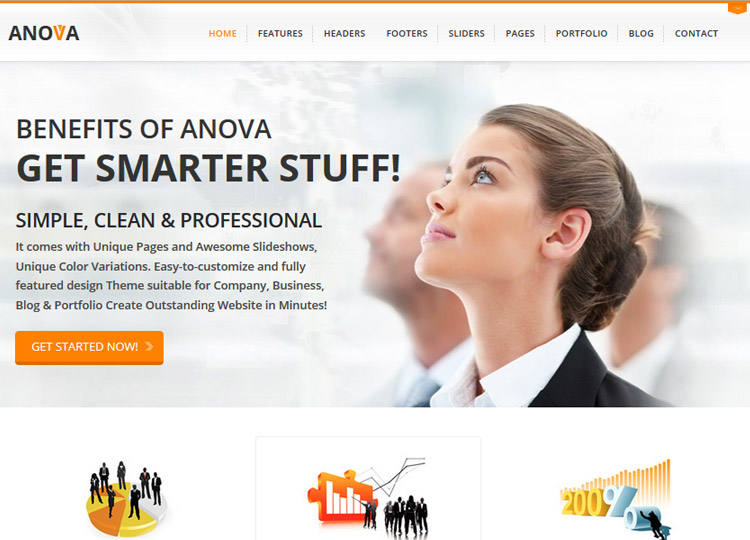 ANOVA
HOME FEATURES HEADERS FOOTERS SLIDERS PAGES PORTFOLIO BLOG CONTACT
BENEFITS OF ANOVA
GET SMARTER STUFF!
SIMPLE, CLEAN & PROFESSIONAL
It comes with Unique Pages and Awesome Slideshows,
Unique Color Variations. Easy-to-customize and fully
featured design Theme suitable for Company, Business,
Blog & Portfolio Create Outstanding Website in Minutes!
GET STARTED NOW!
200%